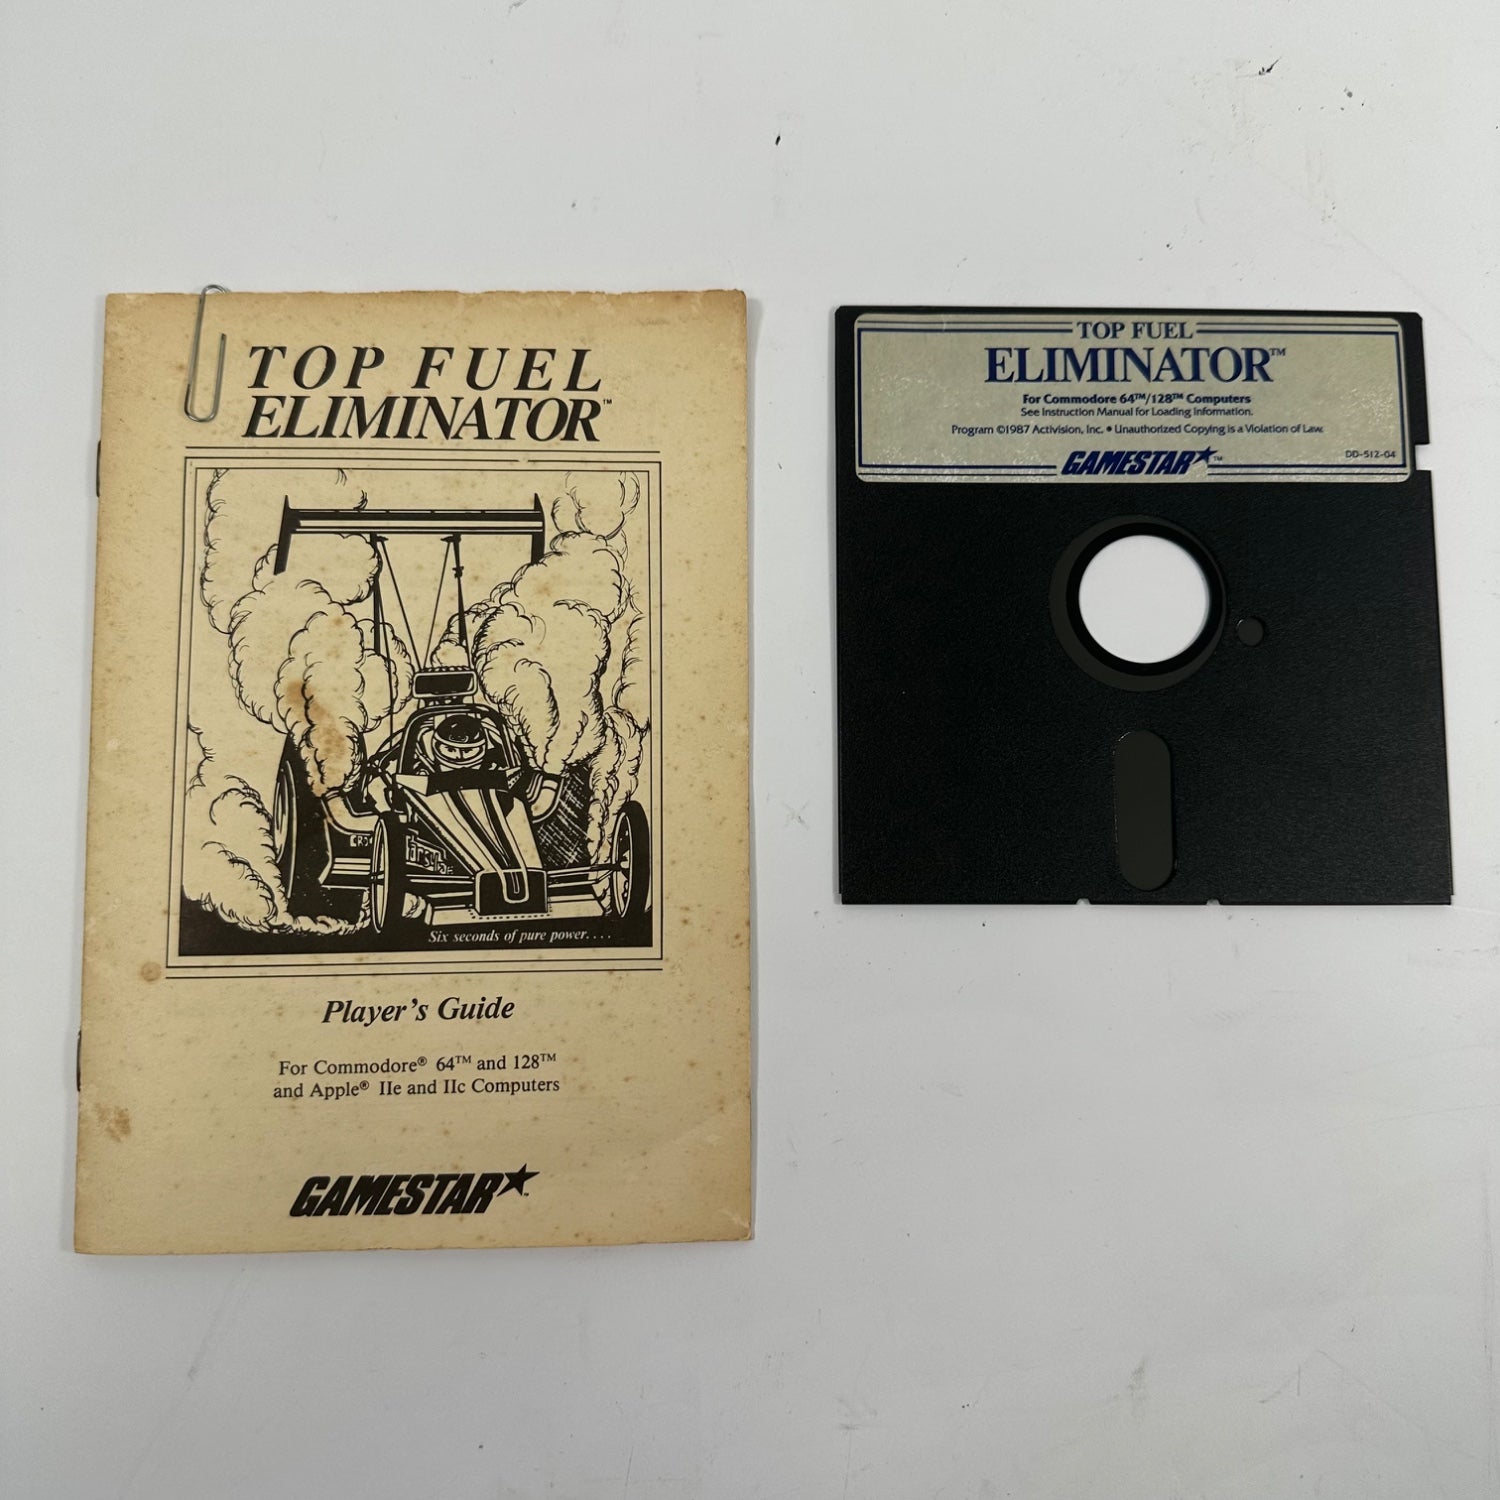 TOP FUEL
ELIMINATOR™
Six seconds of pure power....
Player's Guide
For Commodore® 64™ and 128™
and Apple® IIe and IIc Computers
GAMESTAR™
TOP FUEL
ELIMINATOR™
For Commodore 64™/128™ Computers
See Instruction Manual for Loading Information.
Program ©1987 Activision, Inc. • Unauthorized Copying is a Violation of Law.
GAMESTAR™
DD-512-04